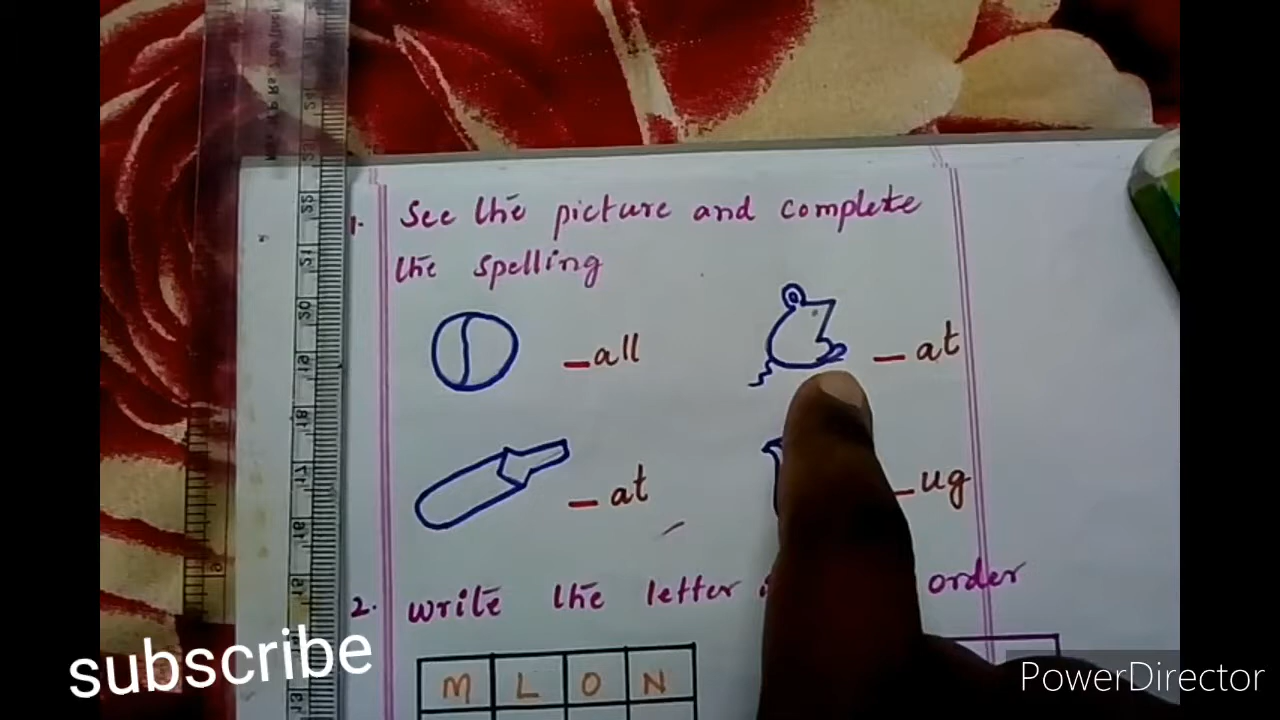 1. See the picture and complete
the spelling
_all
_at
_at
_ug
2. Write the letter order
M L O N
subscribe
PowerDirector